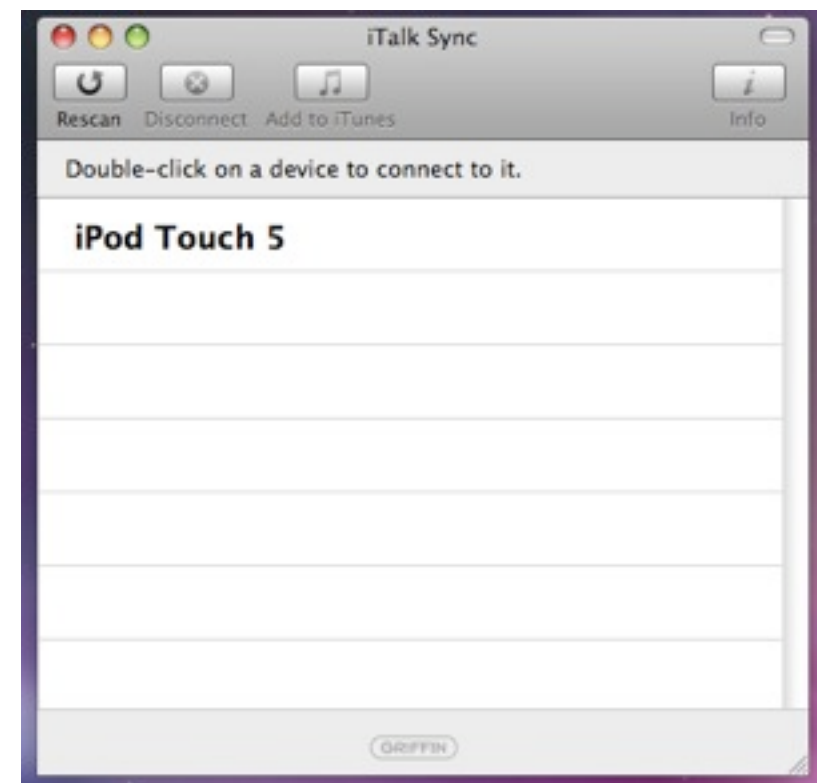 iTalk Sync
Rescan Disconnect Add to iTunes Info
Double-click on a device to connect to it.
iPod Touch 5
GRIFFIN